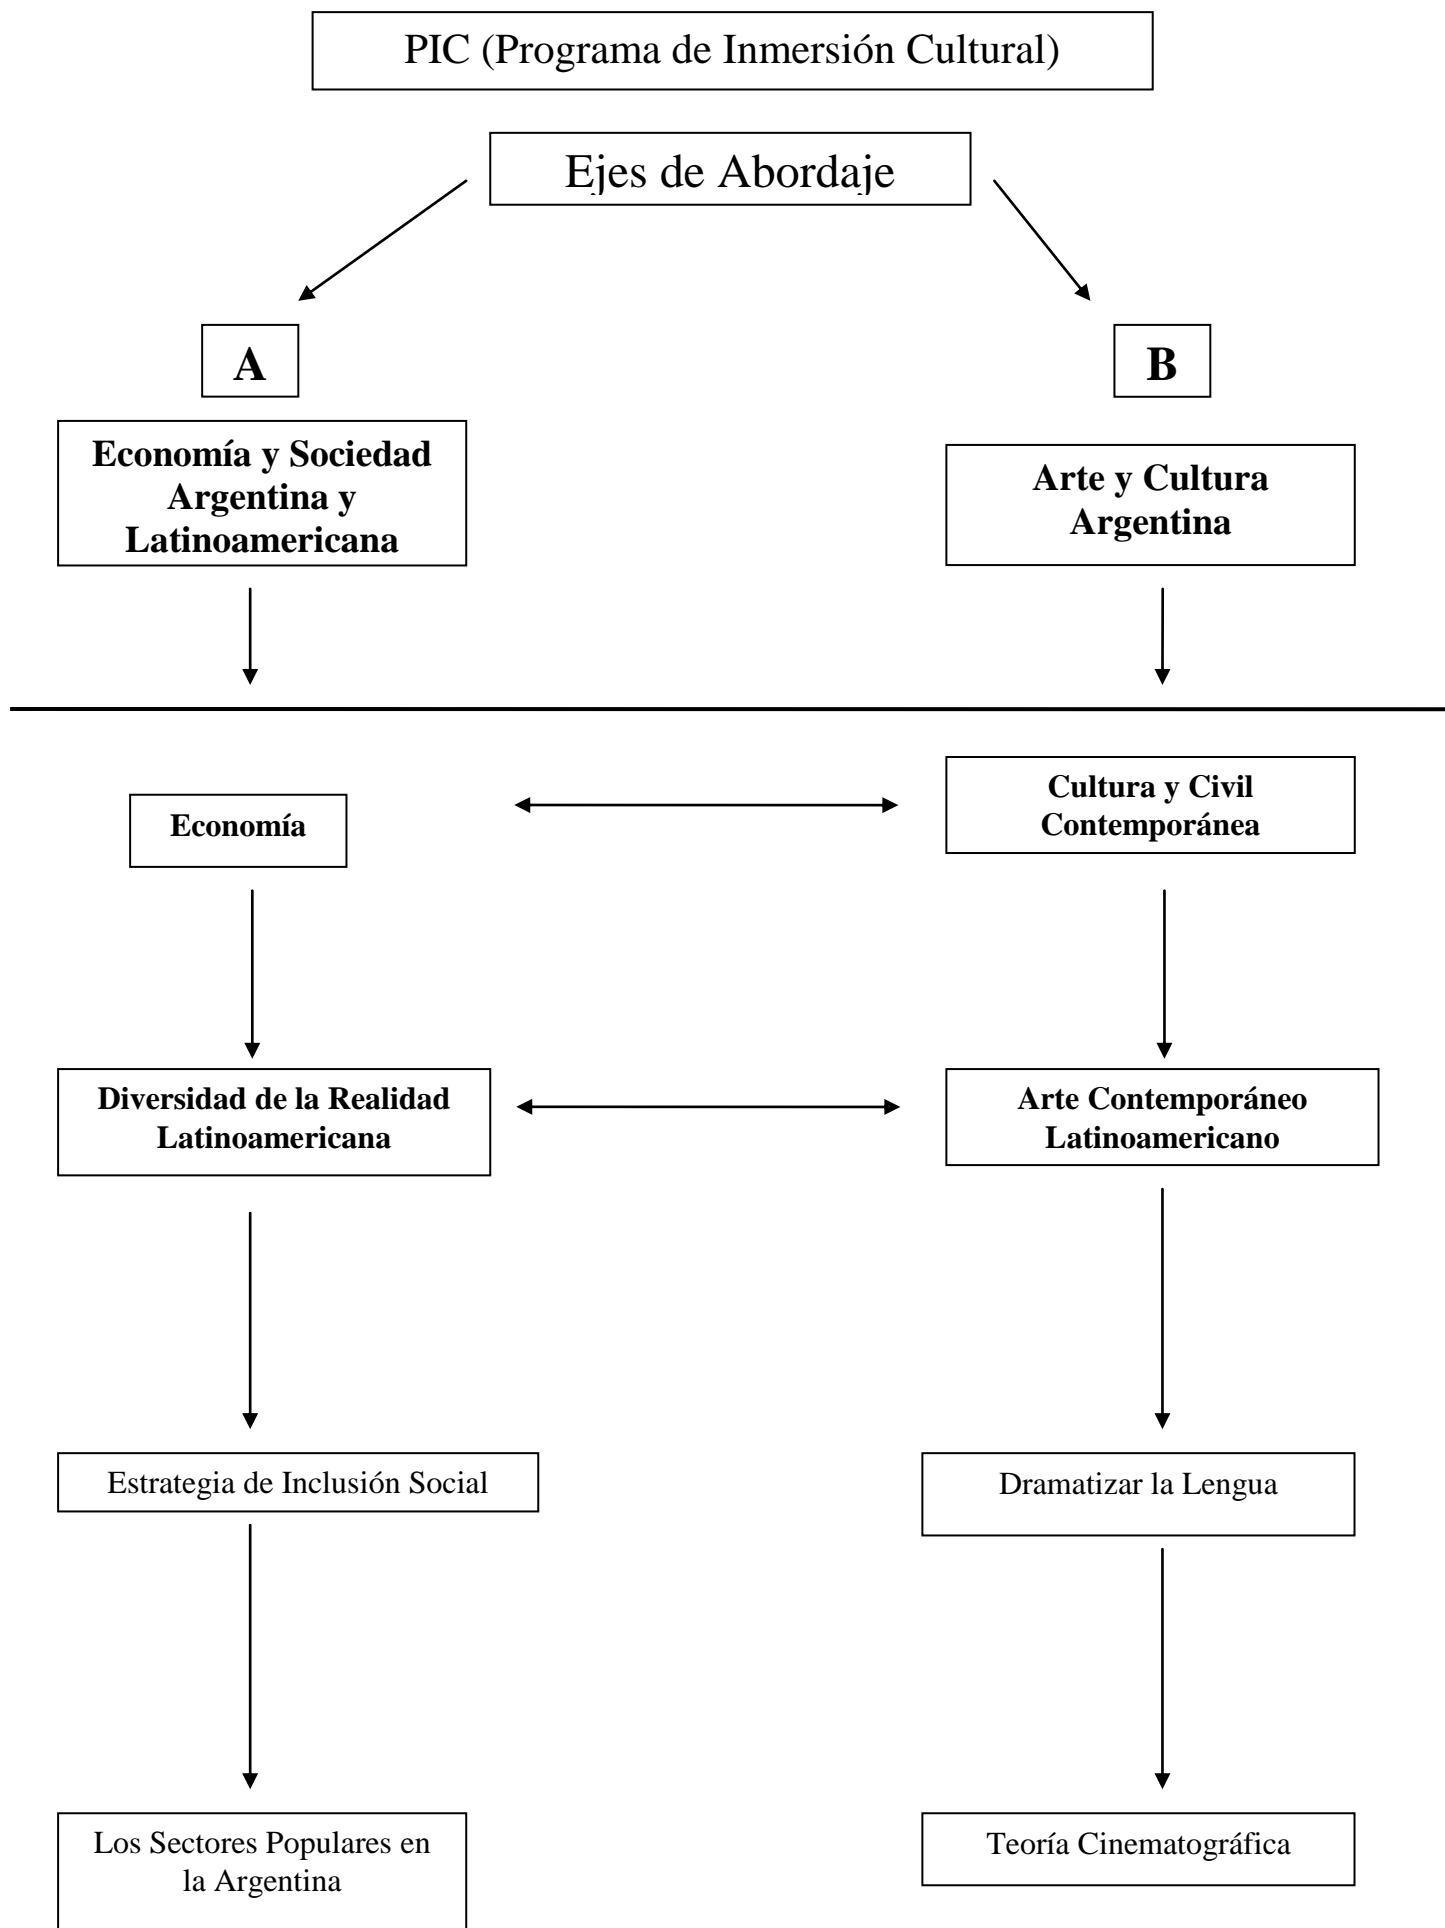 PIC (Programa de Inmersión Cultural)
Ejes de Abordaje
A
B
Economía y Sociedad
Argentina y
Latinoamericana
Arte y Cultura
Argentina
Economía
Cultura y Civil
Contemporánea
Diversidad de la Realidad
Latinoamericana
Arte Contemporáneo
Latinoamericano
Estrategia de Inclusión Social
Dramatizar la Lengua
Los Sectores Populares en
la Argentina
Teoría Cinematográfica